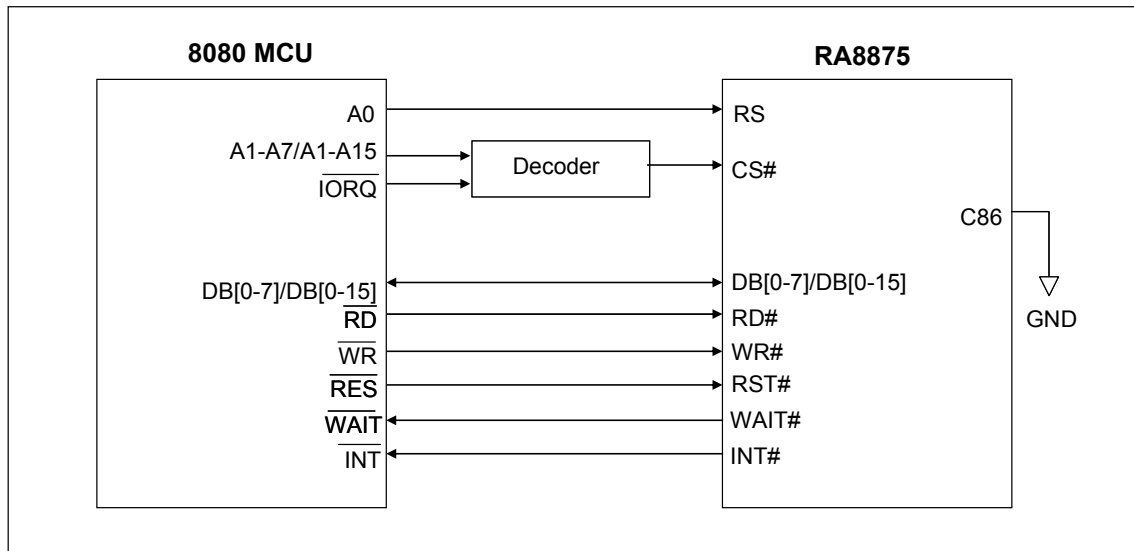 8080 MCU
RA8875
A0
RS
A1-A7/A1-A15
Decoder
CS#
IORQ
C86
DB[0-7]/DB[0-15]
DB[0-7]/DB[0-15]
RD
RD#
GND
WR
WR#
RES
RST#
WAIT
WAIT#
INT
INT#